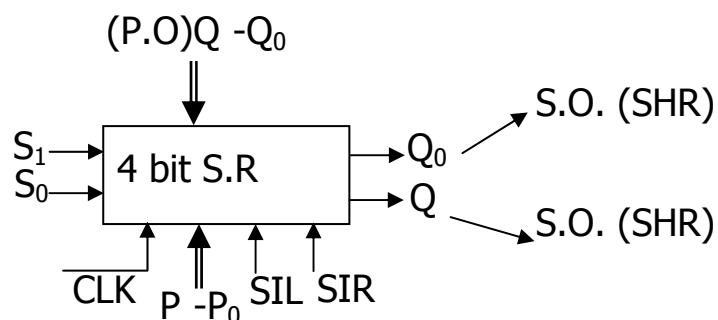 (P.O)Q -Q₀
S₁
S₀
4 bit S.R
Q₀
Q
S.O. (SHR)
S.O. (SHR)
CLK
P -P₀
SIL
SIR